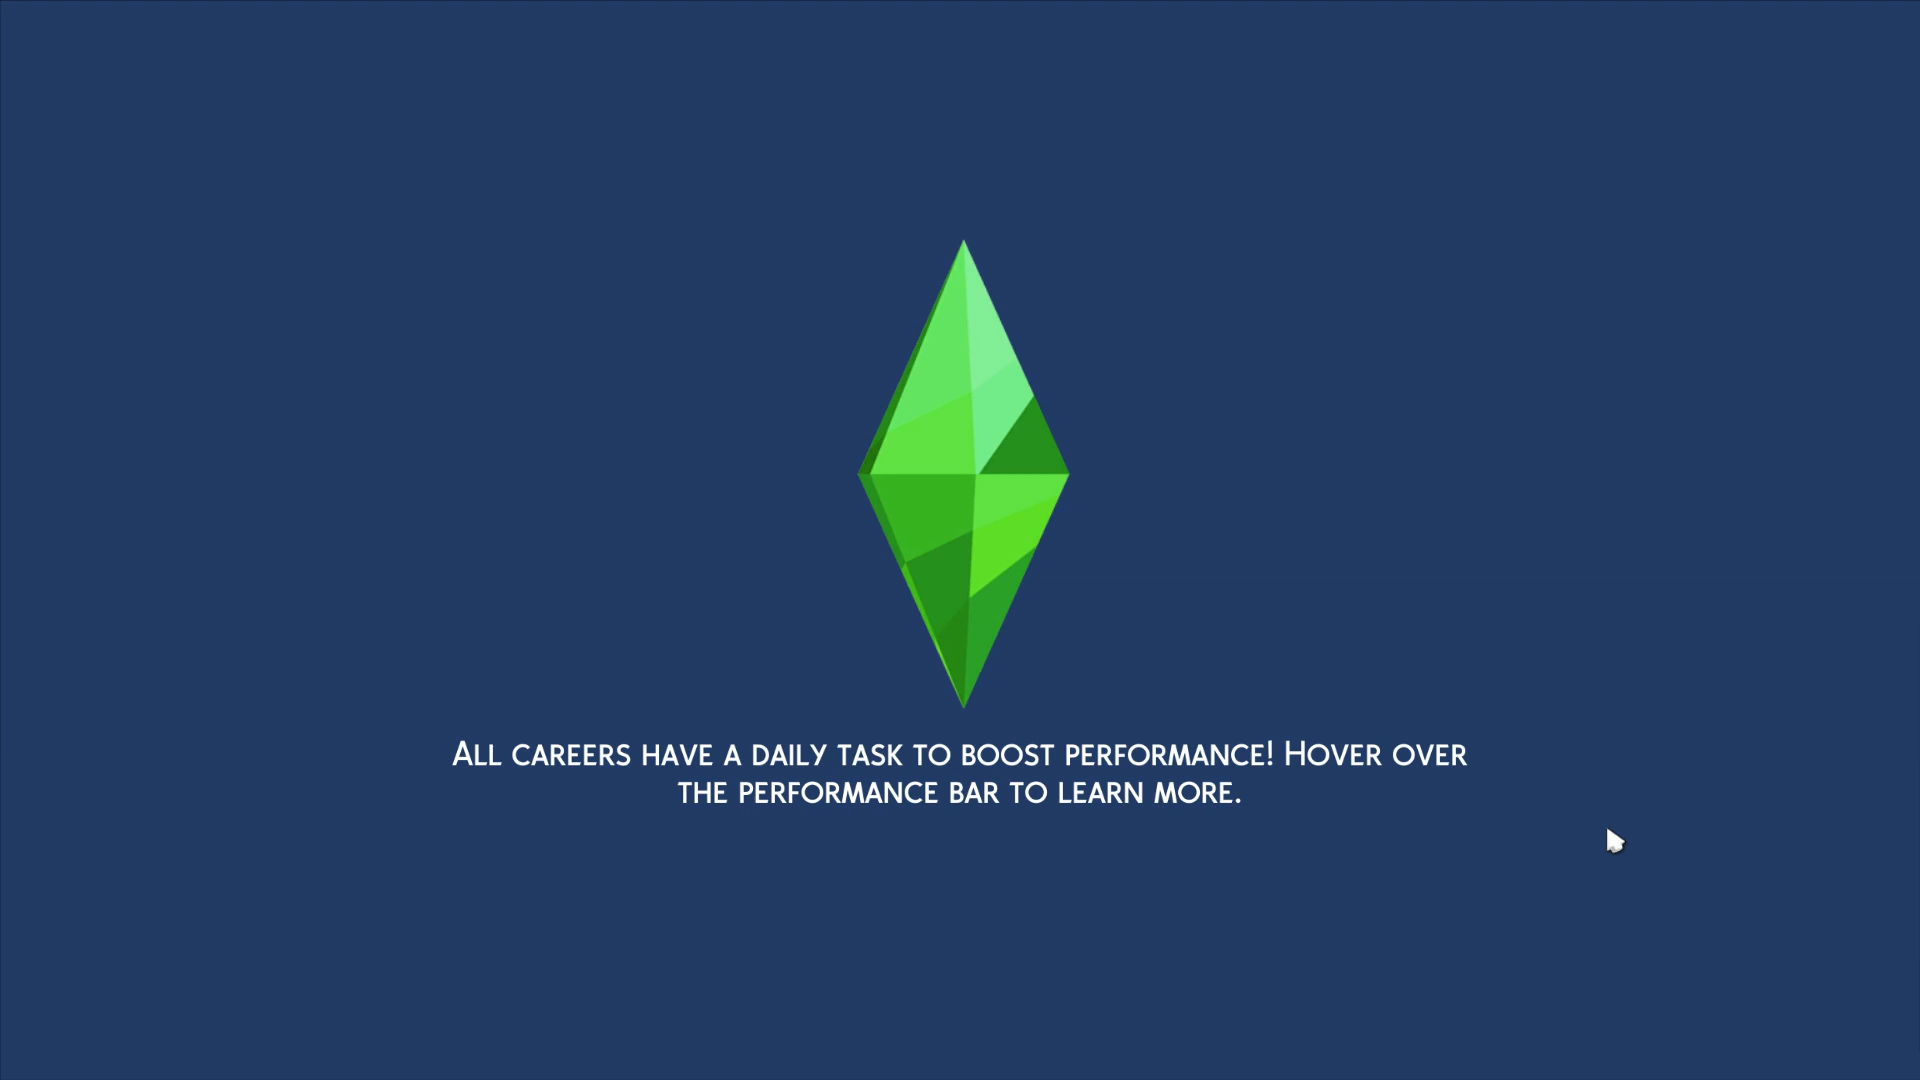 All careers have a daily task to boost performance! Hover over
the performance bar to learn more.